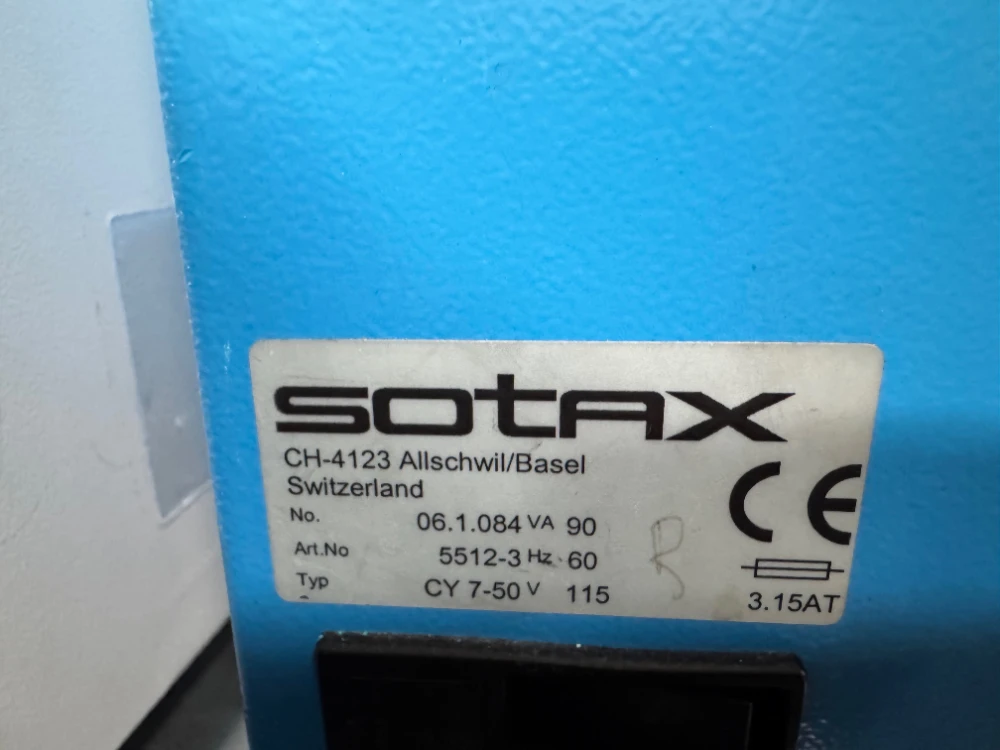 sotax
CH-4123 Allschwil/Basel
Switzerland
No. 06.1.084 VA 90
Art.No 5512-3 Hz 60
Typ CY 7-50 V 115
CE
3.15AT
R